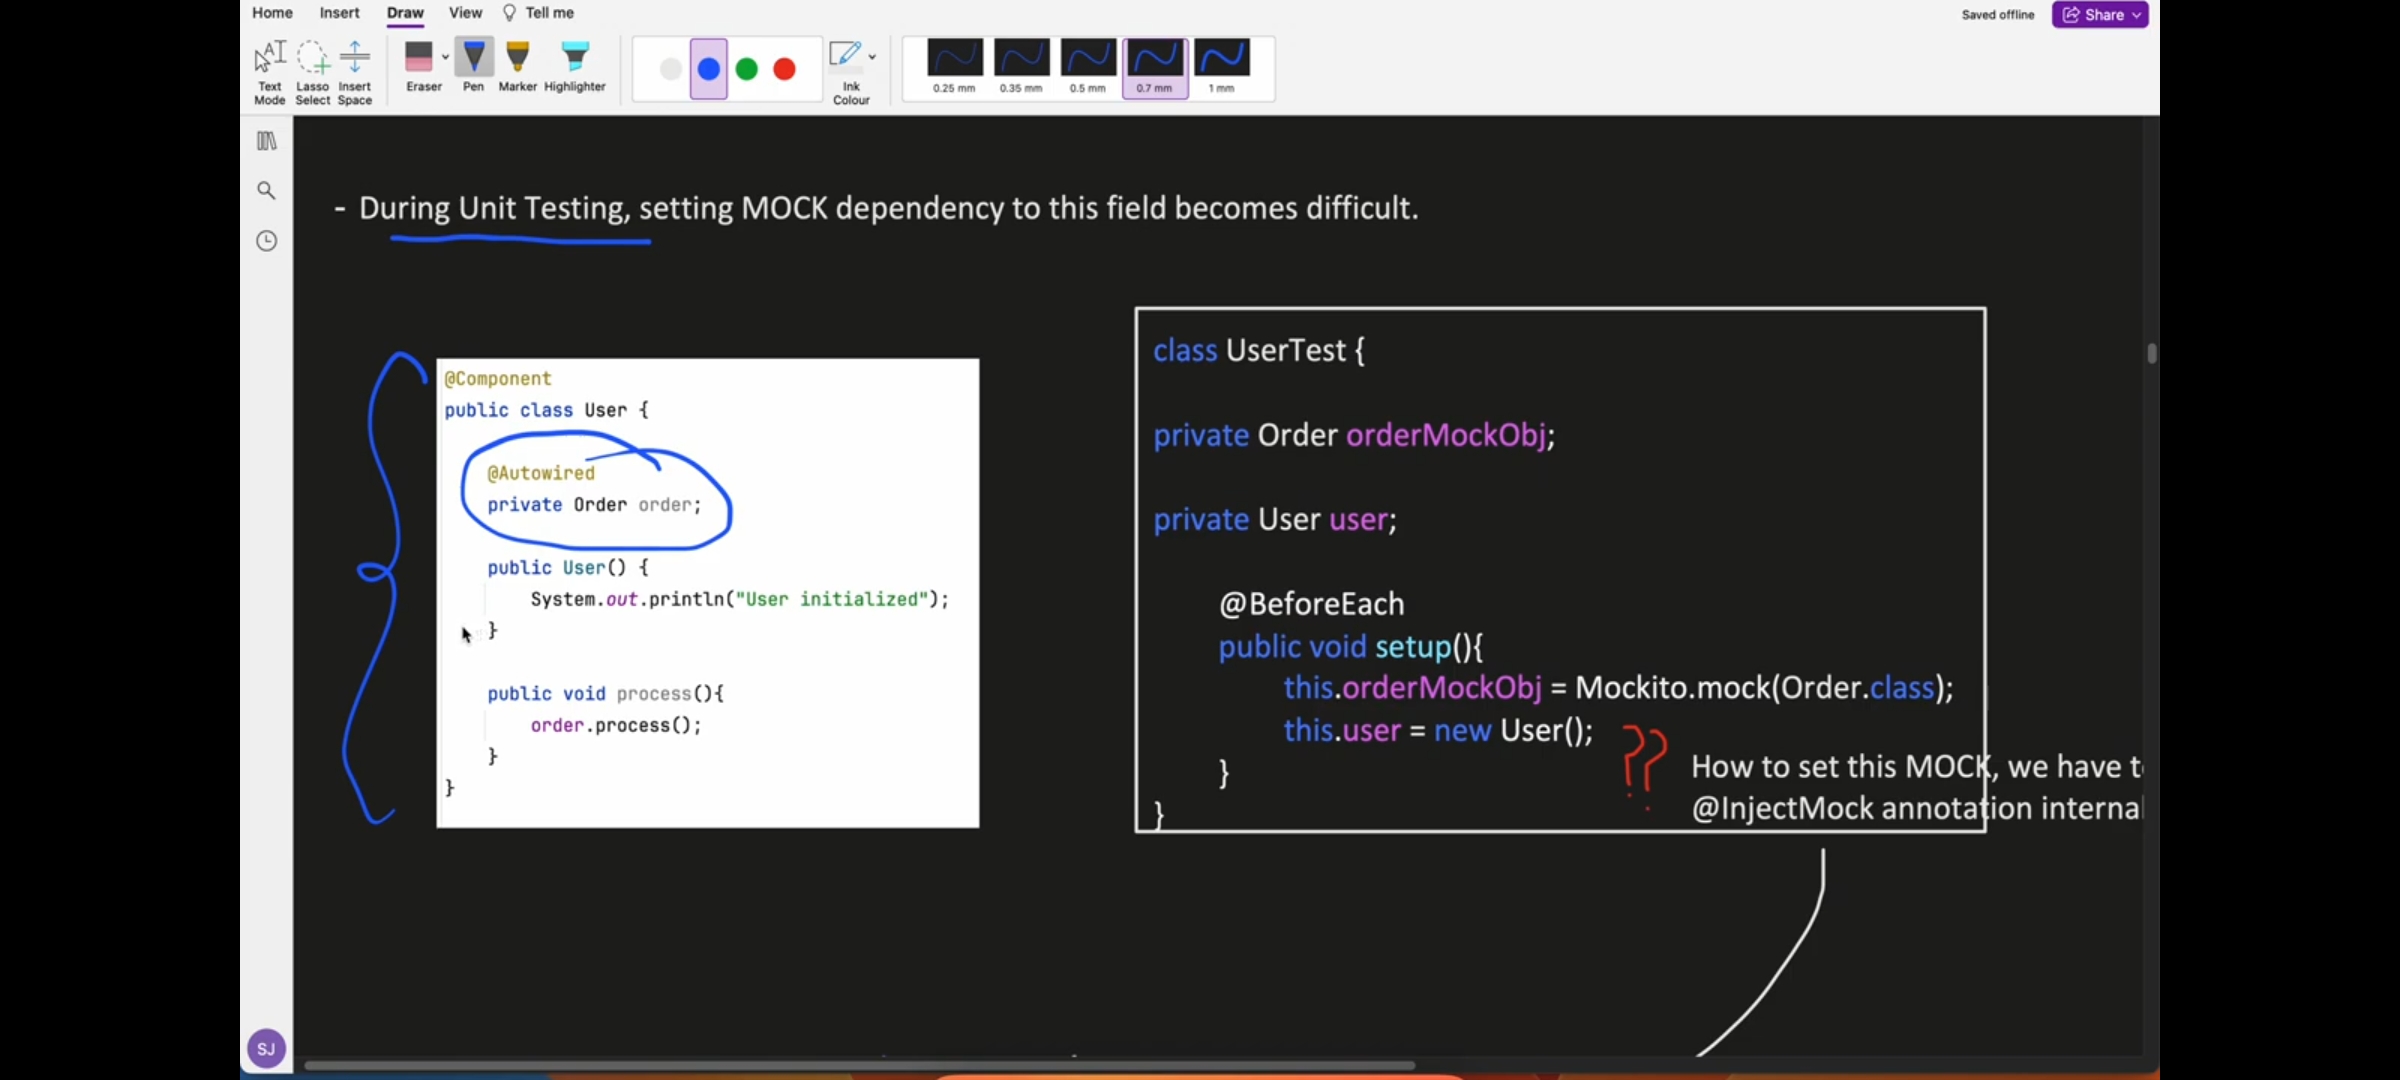 Home Insert Draw View Tell me Saved offline Share
Text Mode Lasso Select Insert Space Eraser Pen Marker Highlighter Ink Colour 0.25 mm 0.35 mm 0.5 mm 0.7 mm 1 mm
- During Unit Testing, setting MOCK dependency to this field becomes difficult.
@Component
public class User {
@Autowired
private Order order;
public User() {
System.out.println("User initialized");
}
public void process(){
order.process();
}
}
class UserTest {
private Order orderMockObj;
private User user;
@BeforeEach
public void setup(){
this.orderMockObj = Mockito.mock(Order.class);
this.user = new User();
}
}
??
How to set this MOCK, we have
@InjectMock annotation interna
SJ